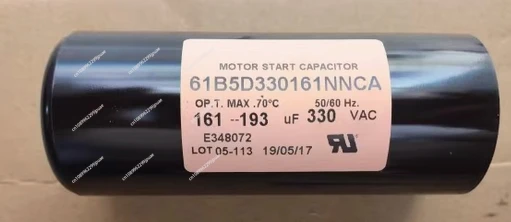 MOTOR START CAPACITOR
61B5D330161NNCA
OP.T. MAX .70°C 50/60 Hz.
161 --193 uF 330 VAC
E348072
LOT 05-113 19/05/17